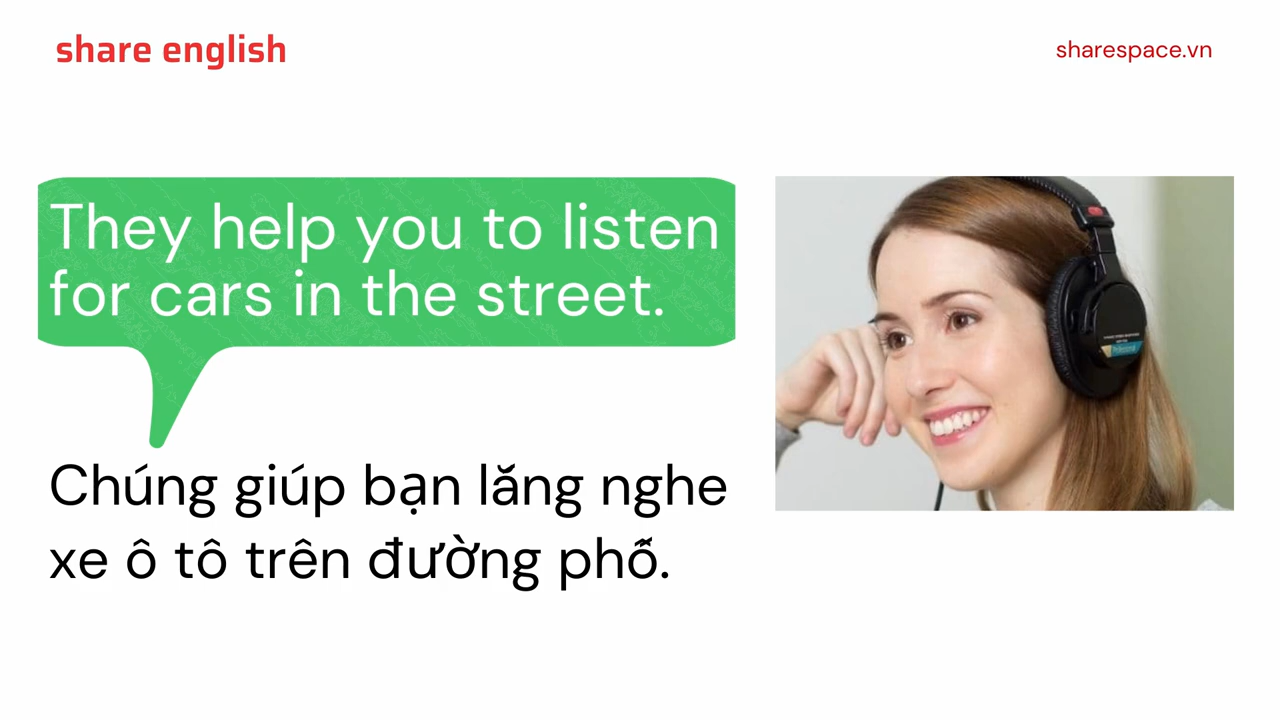 share english
sharespace.vn
They help you to listen
for cars in the street.
Chúng giúp bạn lắng nghe
xe ô tô trên đường phố.